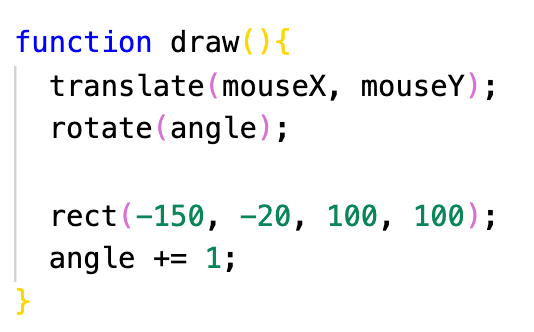 function draw(){
translate(mouseX, mouseY);
rotate(angle);
rect(-150, -20, 100, 100);
angle += 1;
}